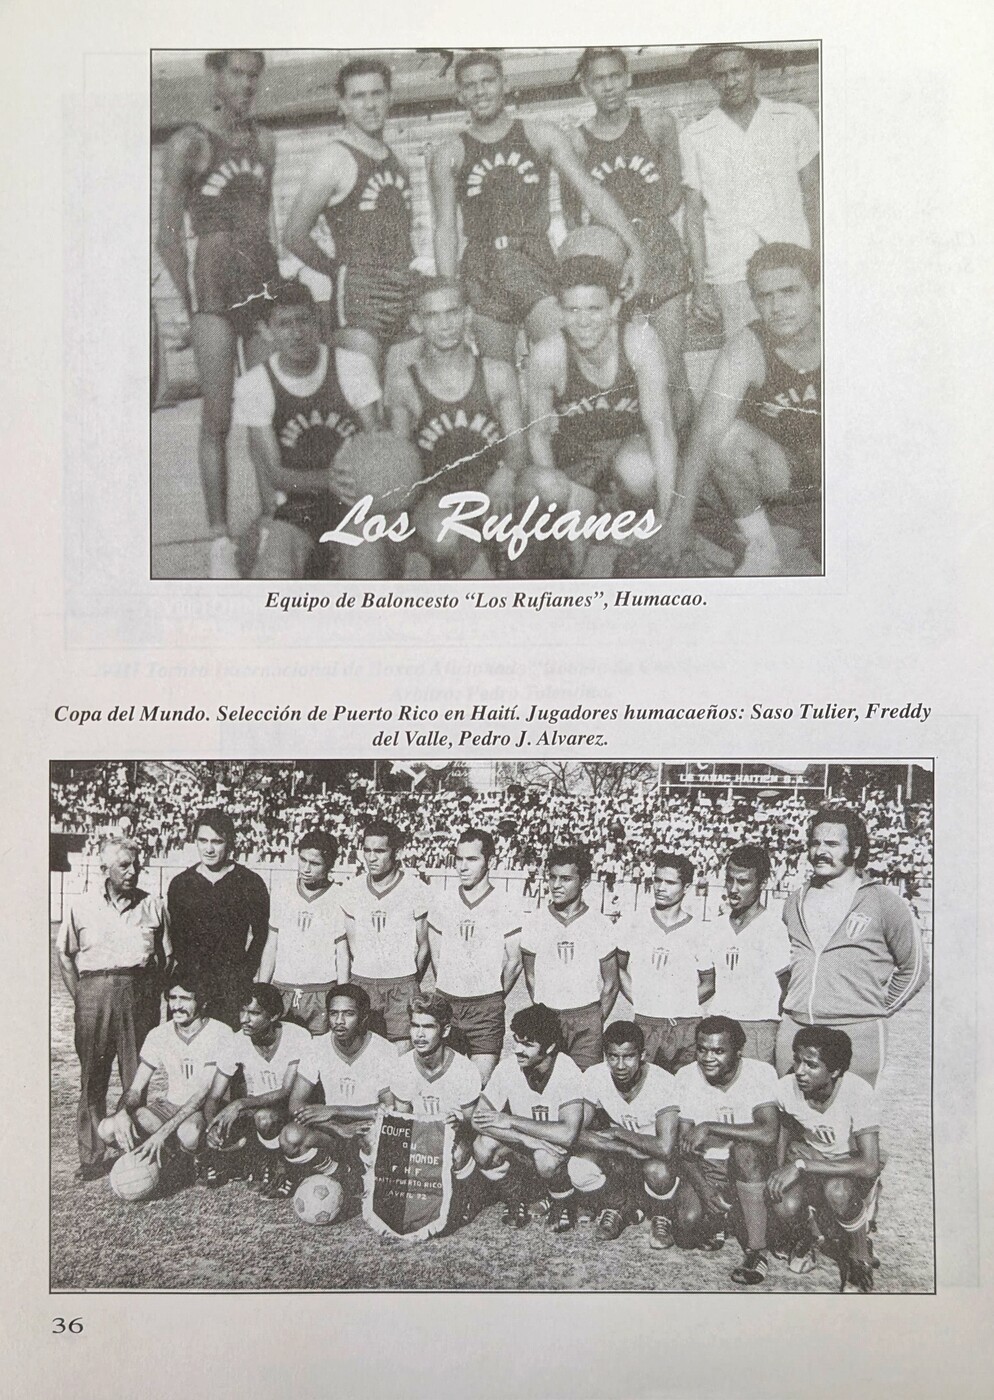 RUFIANES
RUFIANES
RUFIANES
FIANES
RUFIANES
RUFIANES
Los Rufianes
Equipo de Baloncesto “Los Rufianes”, Humacao.
Copa del Mundo. Selección de Puerto Rico en Haití. Jugadores humacaeños: Saso Tulier, Freddy
del Valle, Pedro J. Alvarez.
LE TABAC HAITIEN S.A.
COUPE
DU
MONDE
F H F
HAITI-PUERTO RICO
AVRIL 72
36